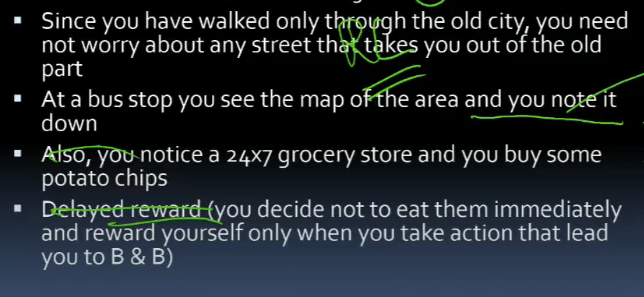 Since you have walked only through the old city, you need
not worry about any street that takes you out of the old
part
At a bus stop you see the map of the area and you note it
down
Also, you notice a 24x7 grocery store and you buy some
potato chips
Delayed reward (you decide not to eat them immediately
and reward yourself only when you take action that lead
you to B & B)